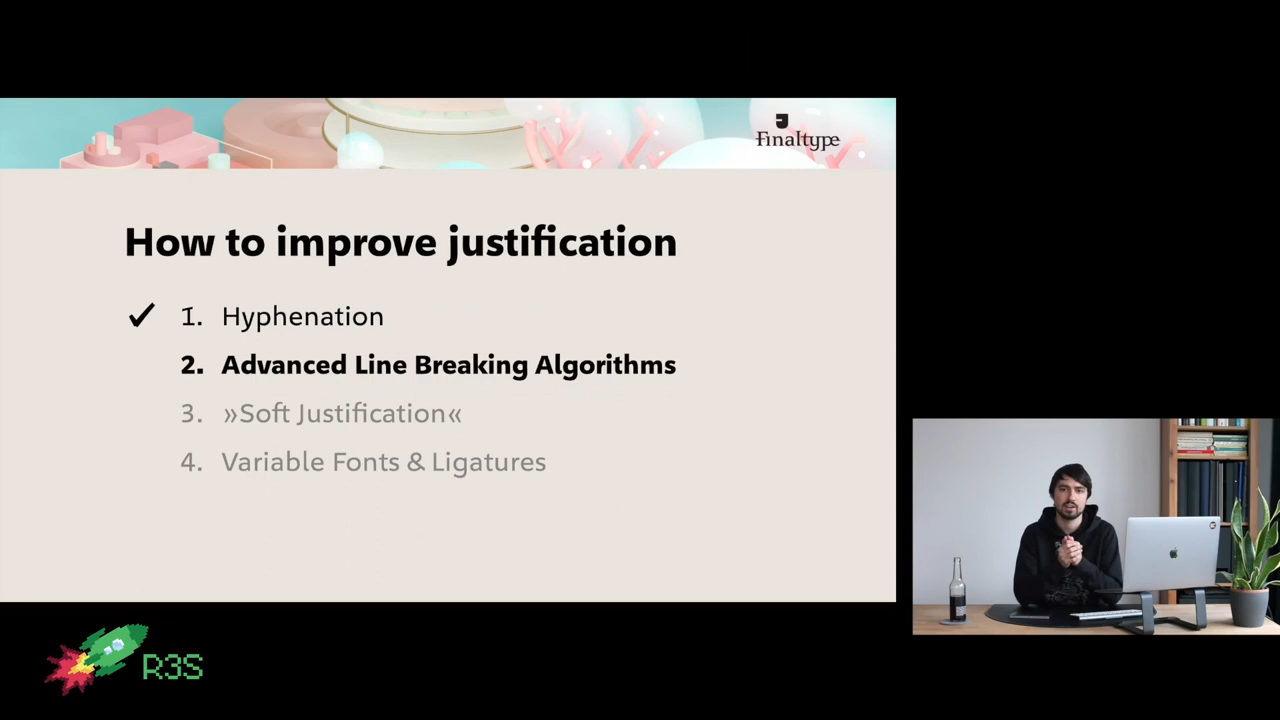 Finaltype
How to improve justification
✓ 1. Hyphenation
2. Advanced Line Breaking Algorithms
3. »Soft Justification«
4. Variable Fonts & Ligatures
R3S